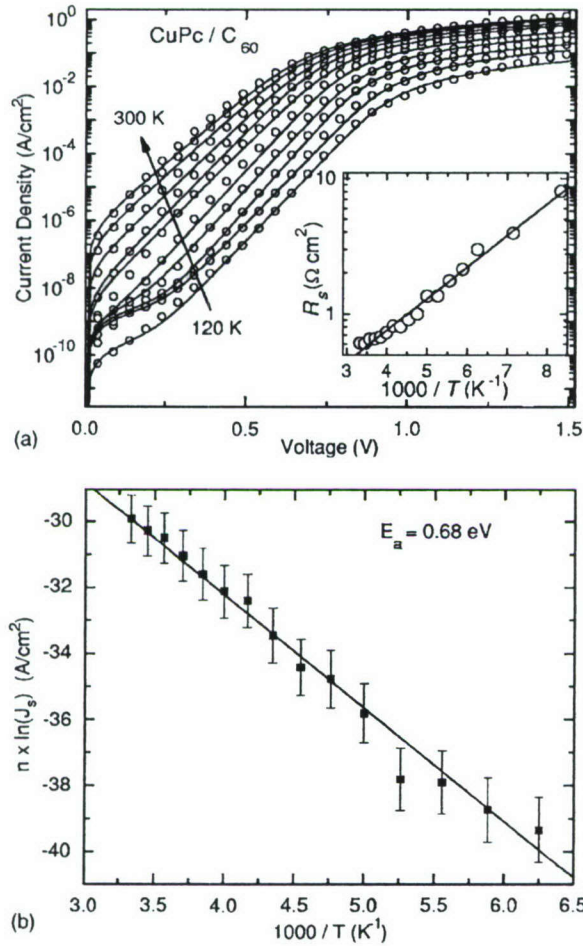 CuPc / C60
300 K
120 K
Current Density (A/cm2)
10^0
10^-2
10^-4
10^-6
10^-8
10^-10
0.0 0.5 1.0 1.5
Voltage (V)
(a)
Rs (Ω cm2)
10
1
3 4 5 6 7 8
1000 / T (K-1)
Ea = 0.68 eV
n x ln(Js) (A/cm2)
-30
-32
-34
-36
-38
-40
3.0 3.5 4.0 4.5 5.0 5.5 6.0 6.5
1000 / T (K-1)
(b)